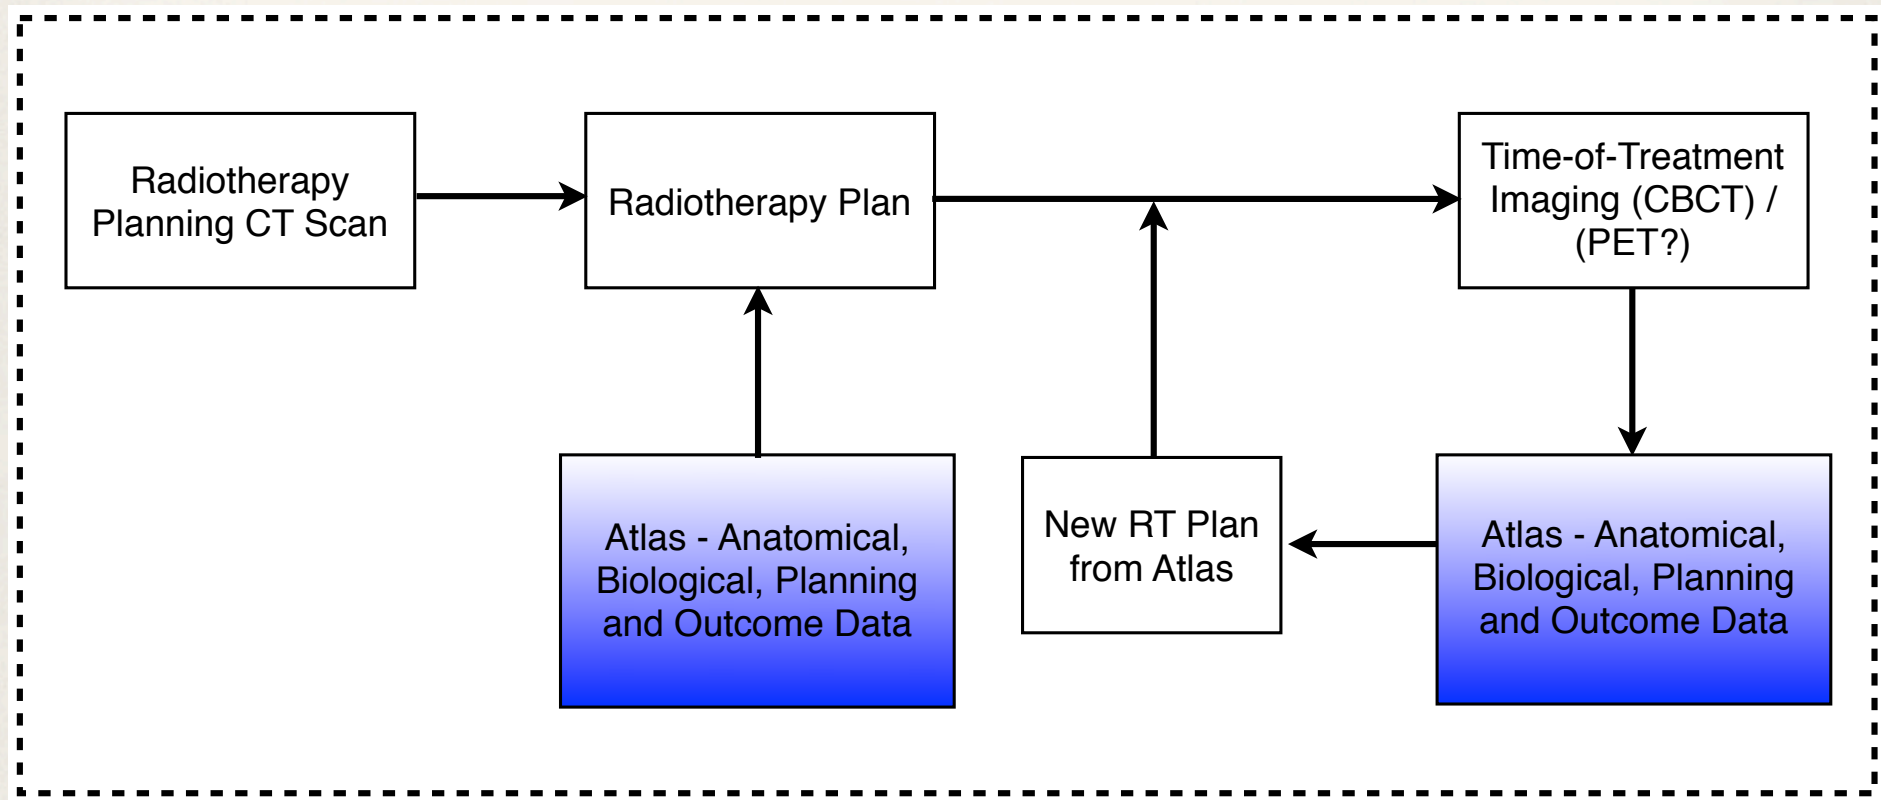 Radiotherapy
Planning CT Scan
Radiotherapy Plan
Time-of-Treatment
Imaging (CBCT) /
(PET?)
Atlas - Anatomical,
Biological, Planning
and Outcome Data
New RT Plan
from Atlas
Atlas - Anatomical,
Biological, Planning
and Outcome Data